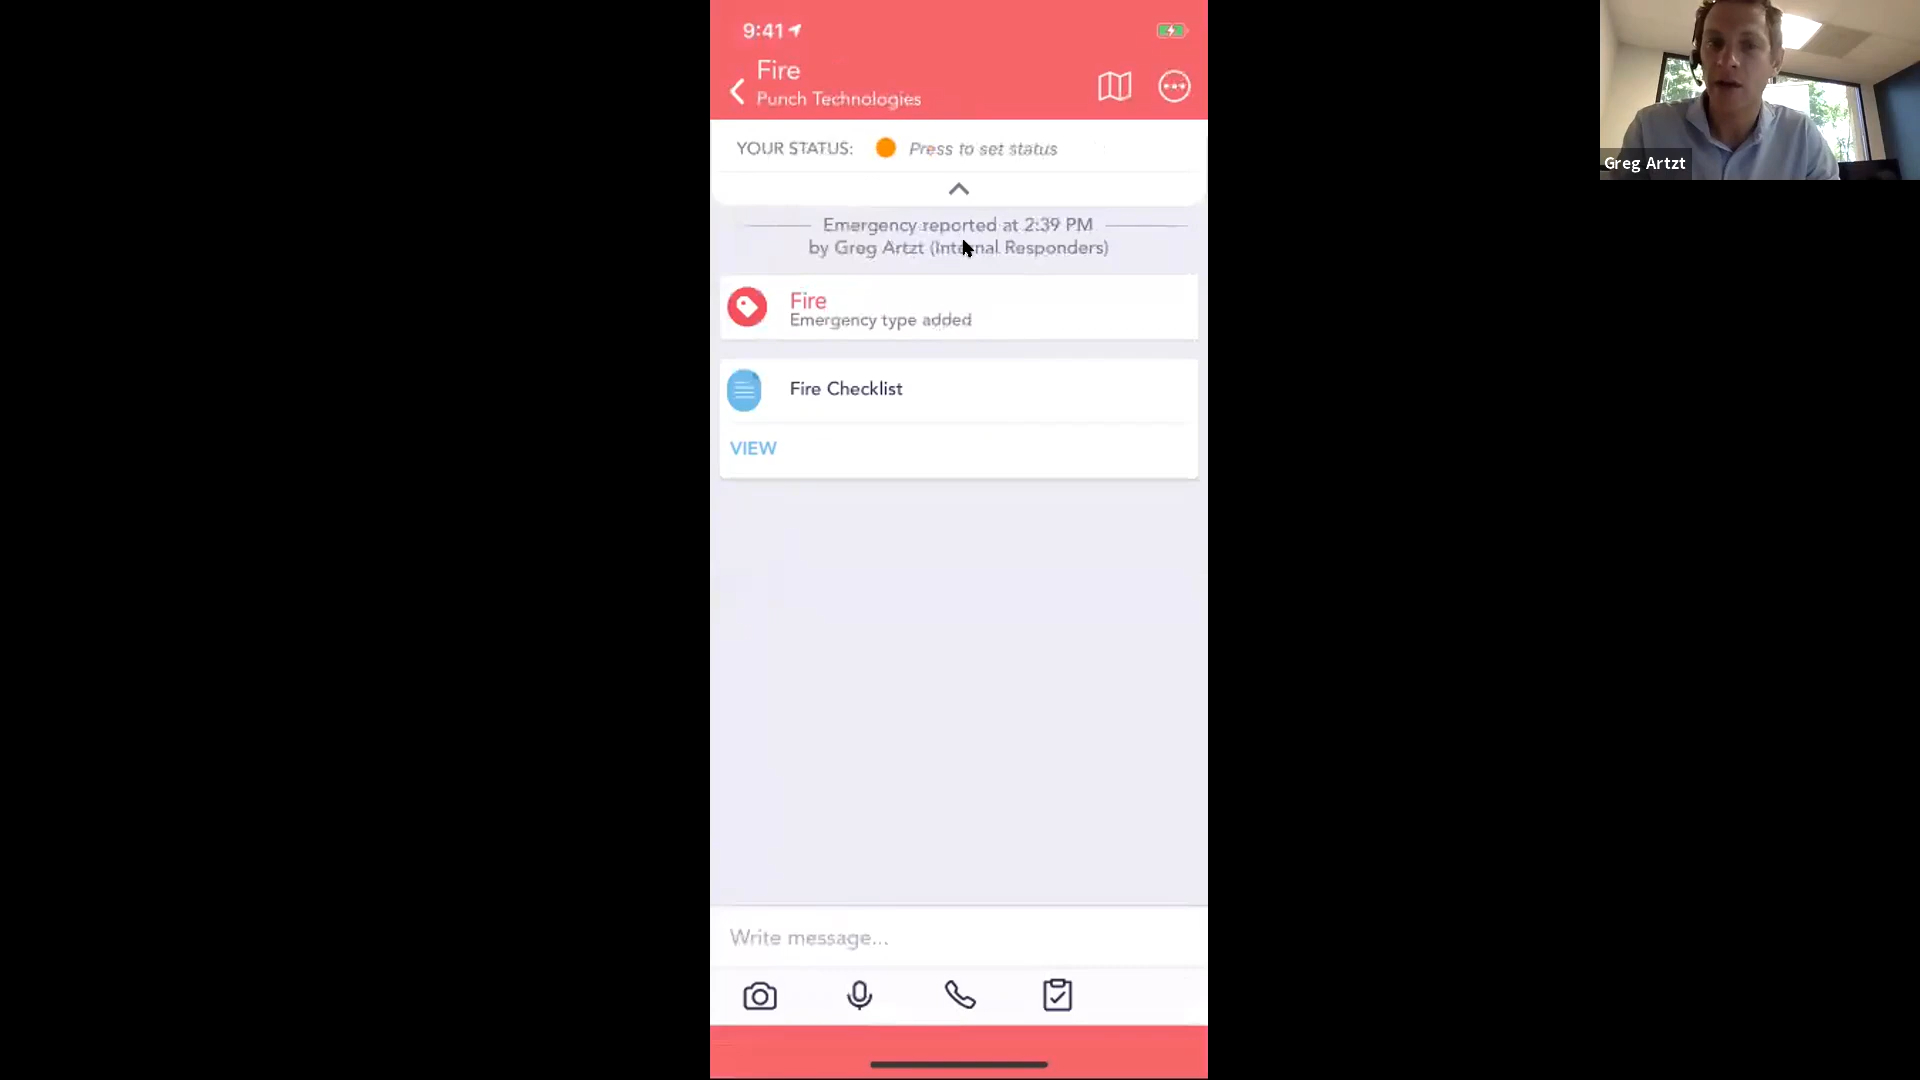 9:41
Fire
Punch Technologies
YOUR STATUS: Press to set status
Emergency reported at 2:39 PM
by Greg Artzt (Internal Responders)
Fire
Emergency type added
Fire Checklist
VIEW
Write message...
Greg Artzt